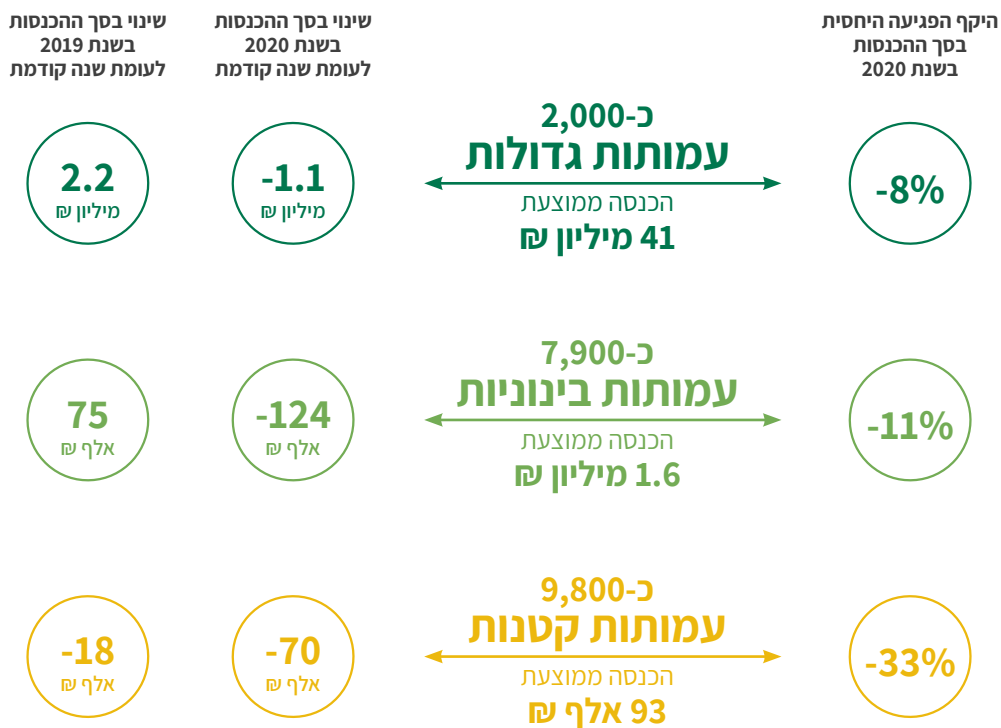 היקף הפגיעה היחסית
בסך ההכנסות
בשנת 2020
שינוי בסך ההכנסות
בשנת 2020
לעומת שנה קודמת
שינוי בסך ההכנסות
בשנת 2019
לעומת שנה קודמת
-8%
כ-2,000
עמותות גדולות
הכנסה ממוצעת
41 מיליון ₪
-1.1
מיליון ₪
2.2
מיליון ₪
-11%
כ-7,900
עמותות בינוניות
הכנסה ממוצעת
1.6 מיליון ₪
-124
אלף ₪
75
אלף ₪
-33%
כ-9,800
עמותות קטנות
הכנסה ממוצעת
93 אלף ₪
-70
אלף ₪
-18
אלף ₪